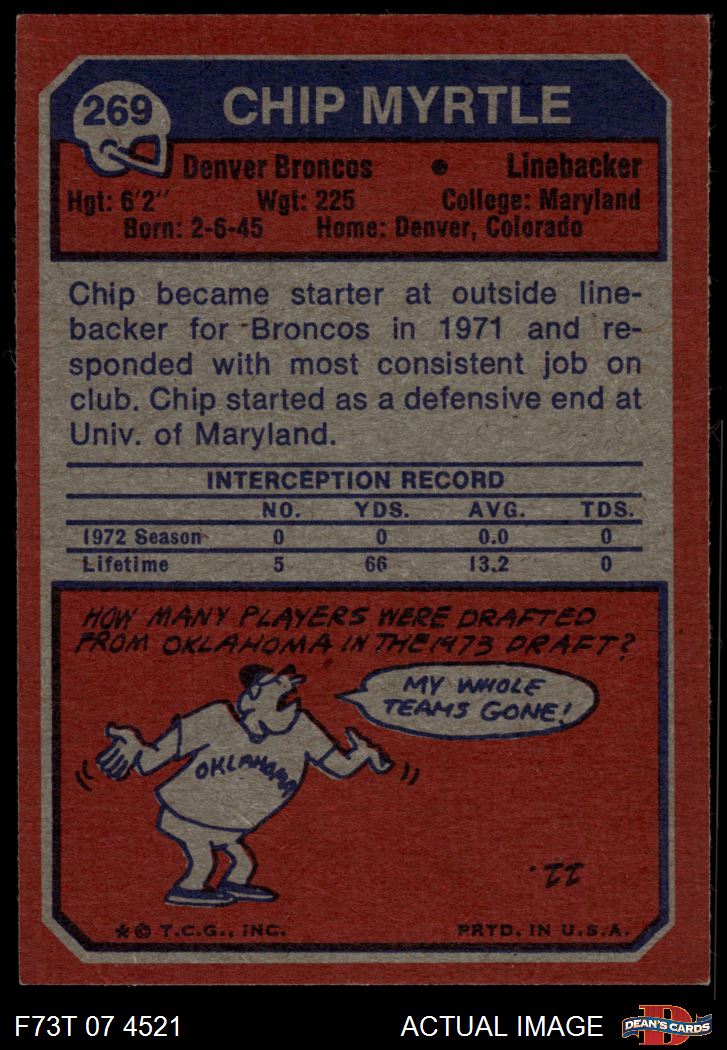 269
CHIP MYRTLE
Denver Broncos • Linebacker
Hgt: 6'2" Wgt: 225 College: Maryland
Born: 2-6-45 Home: Denver, Colorado
Chip became starter at outside line-
backer for Broncos in 1971 and re-
sponded with most consistent job on
club. Chip started as a defensive end at
Univ. of Maryland.
INTERCEPTION RECORD
NO. YDS. AVG. TDS.
1972 Season 0 0 0.0 0
Lifetime 5 66 13.2 0
HOW MANY PLAYERS WERE DRAFTED
FROM OKLAHOMA IN THE 1973 DRAFT?
MY WHOLE
TEAMS GONE!
OKLAHOMA
11.
* © T.C.G., INC. PRTD. IN U.S.A.
F73T 07 4521 ACTUAL IMAGE
D
DEAN'S CARDS